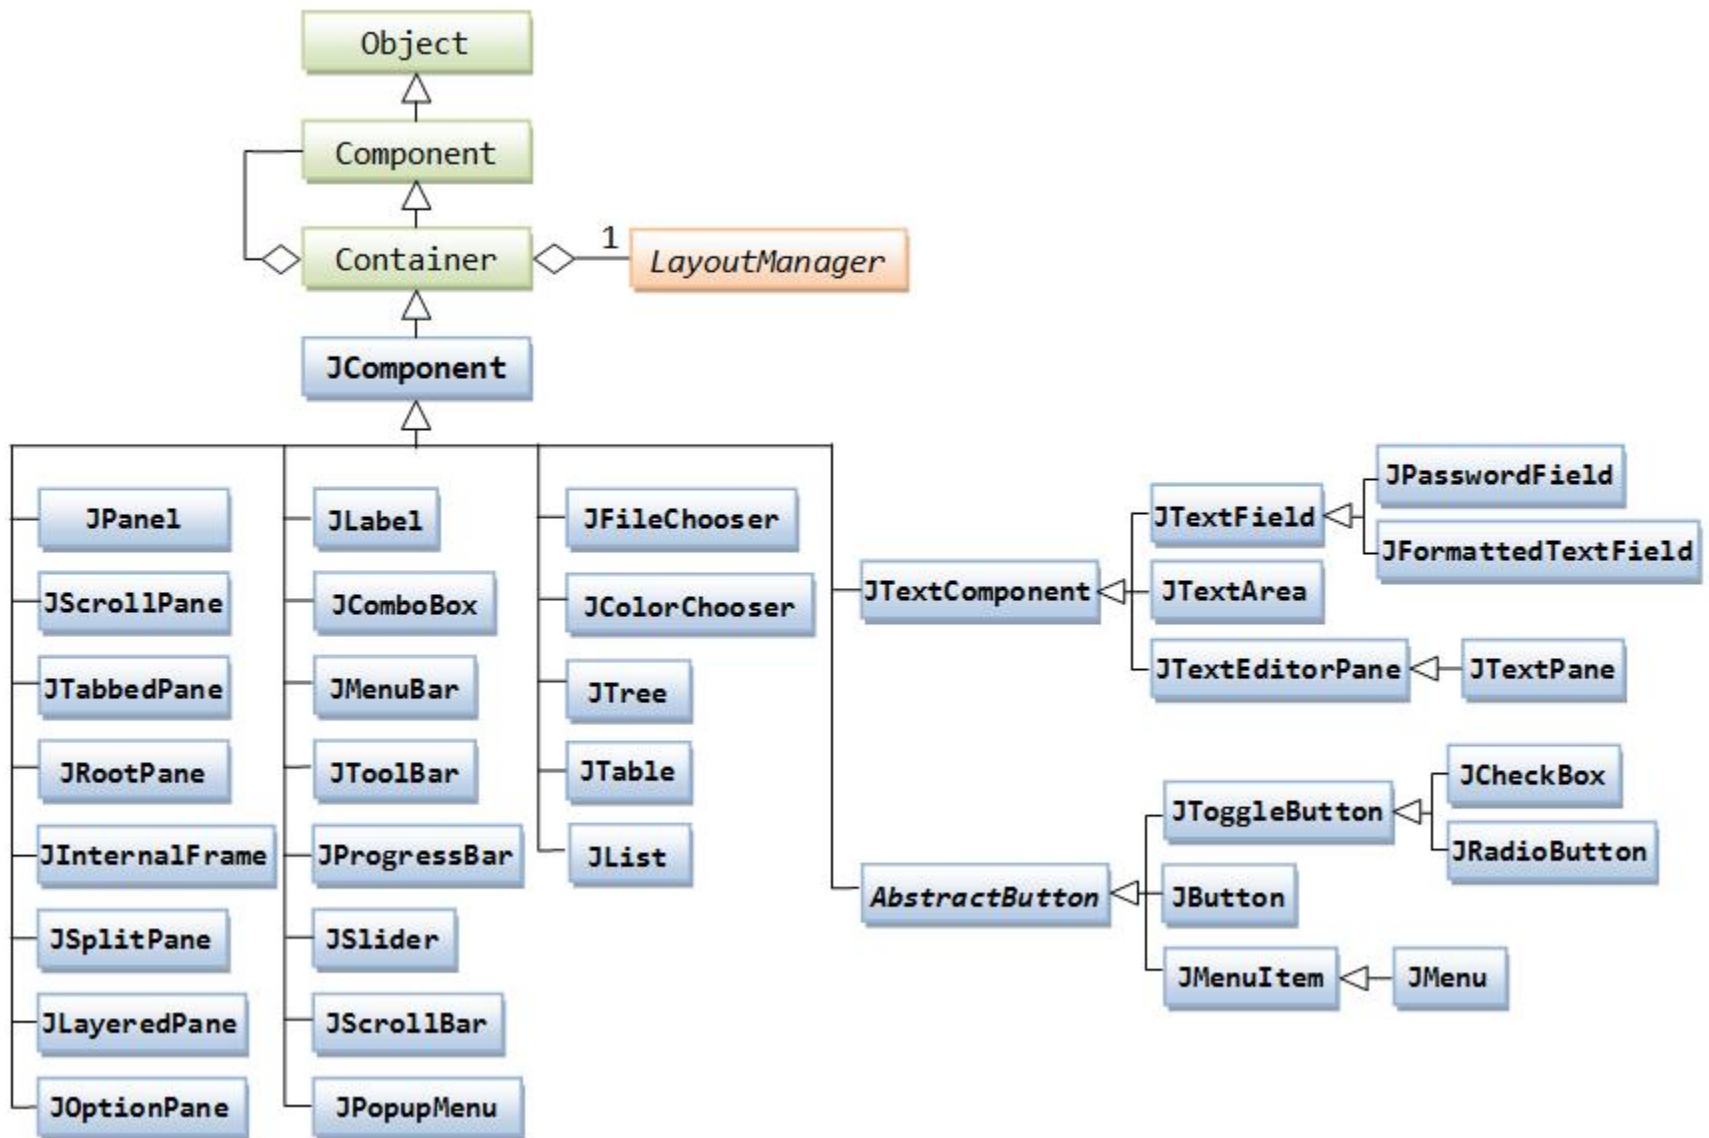 Object
Component
Container
1
LayoutManager
JComponent
JPanel
JScrollPane
JTabbedPane
JRootPane
JInternalFrame
JSplitPane
JLayeredPane
JOptionPane
JLabel
JComboBox
JMenuBar
JToolBar
JProgressBar
JSlider
JScrollBar
JPopupMenu
JFileChooser
JColorChooser
JTree
JTable
JList
JTextComponent
JTextField
JPasswordField
JFormattedTextField
JTextArea
JTextEditorPane
JTextPane
AbstractButton
JToggleButton
JCheckBox
JRadioButton
JButton
JMenuItem
JMenu